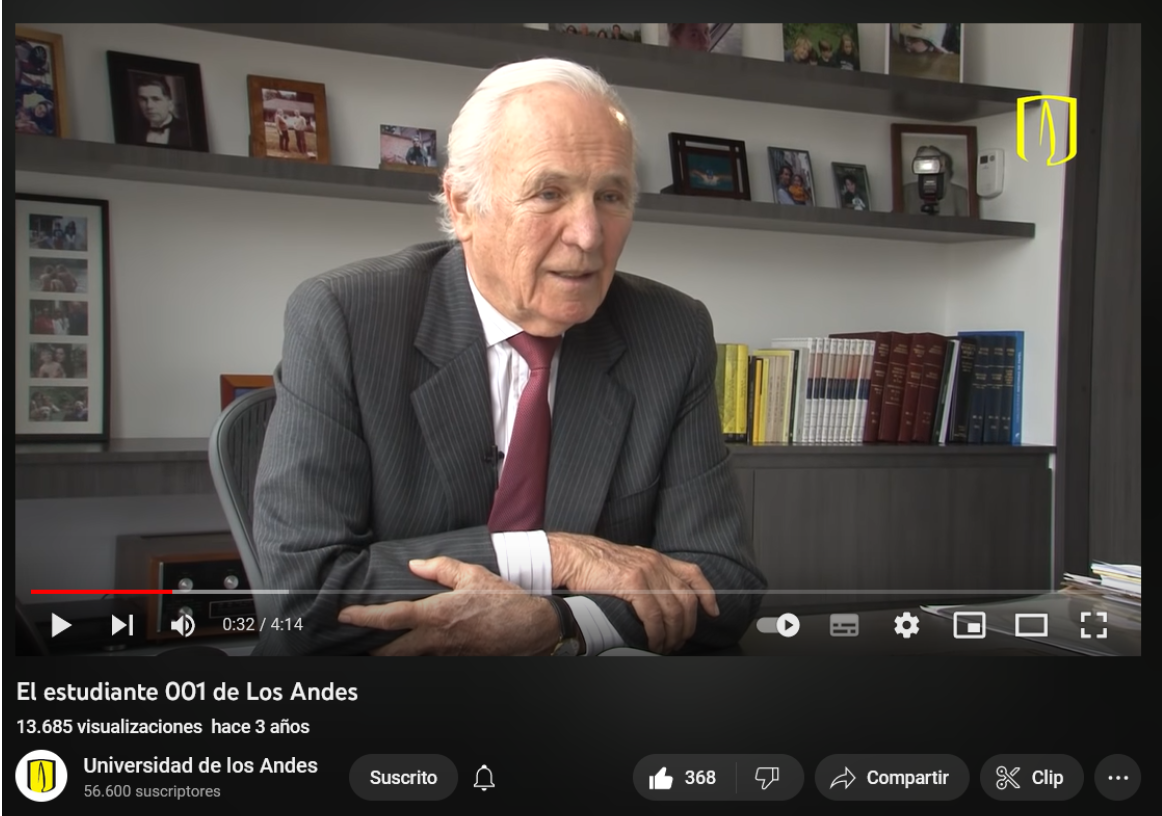 0:32 / 4:14
El estudiante 001 de Los Andes
13.685 visualizaciones hace 3 años
Universidad de los Andes
56.600 suscriptores
Suscrito
368
Compartir
Clip